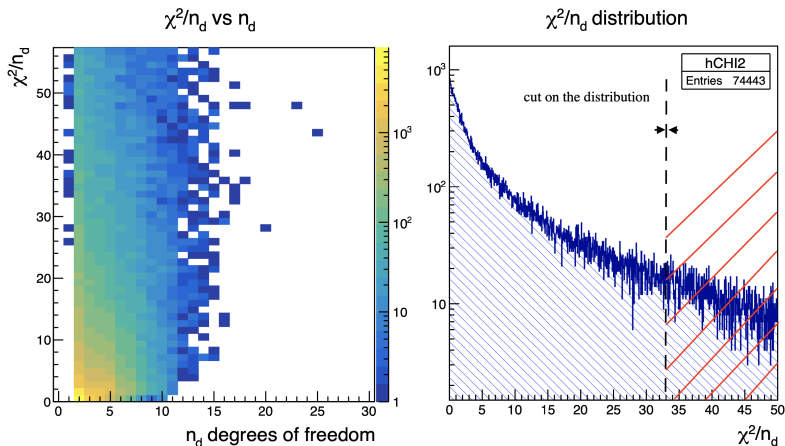 χ²/n_d vs n_d
χ²/n_d
50
40
30
20
10
0
0 5 10 15 20 25 30
n_d degrees of freedom
10³
10²
10
1
χ²/n_d distribution
hCHI2
Entries 74443
cut on the distribution
10³
10²
10
0 5 10 15 20 25 30 35 40 45 50
χ²/n_d